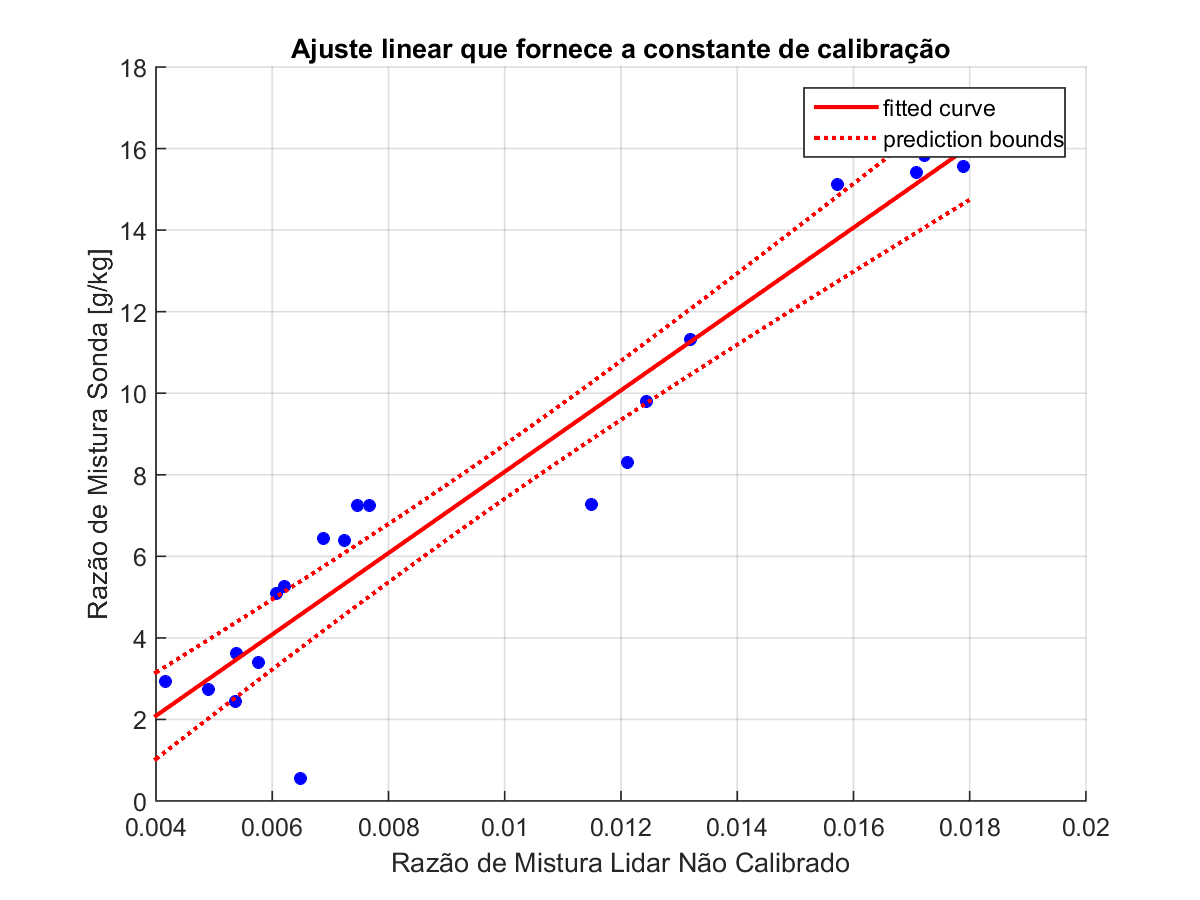 Ajuste linear que fornece a constante de calibração
18
16
14
12
10
8
6
4
2
0
fitted curve
prediction bounds
Razão de Mistura Sonda [g/kg]
0.004 0.006 0.008 0.01 0.012 0.014 0.016 0.018 0.02
Razão de Mistura Lidar Não Calibrado